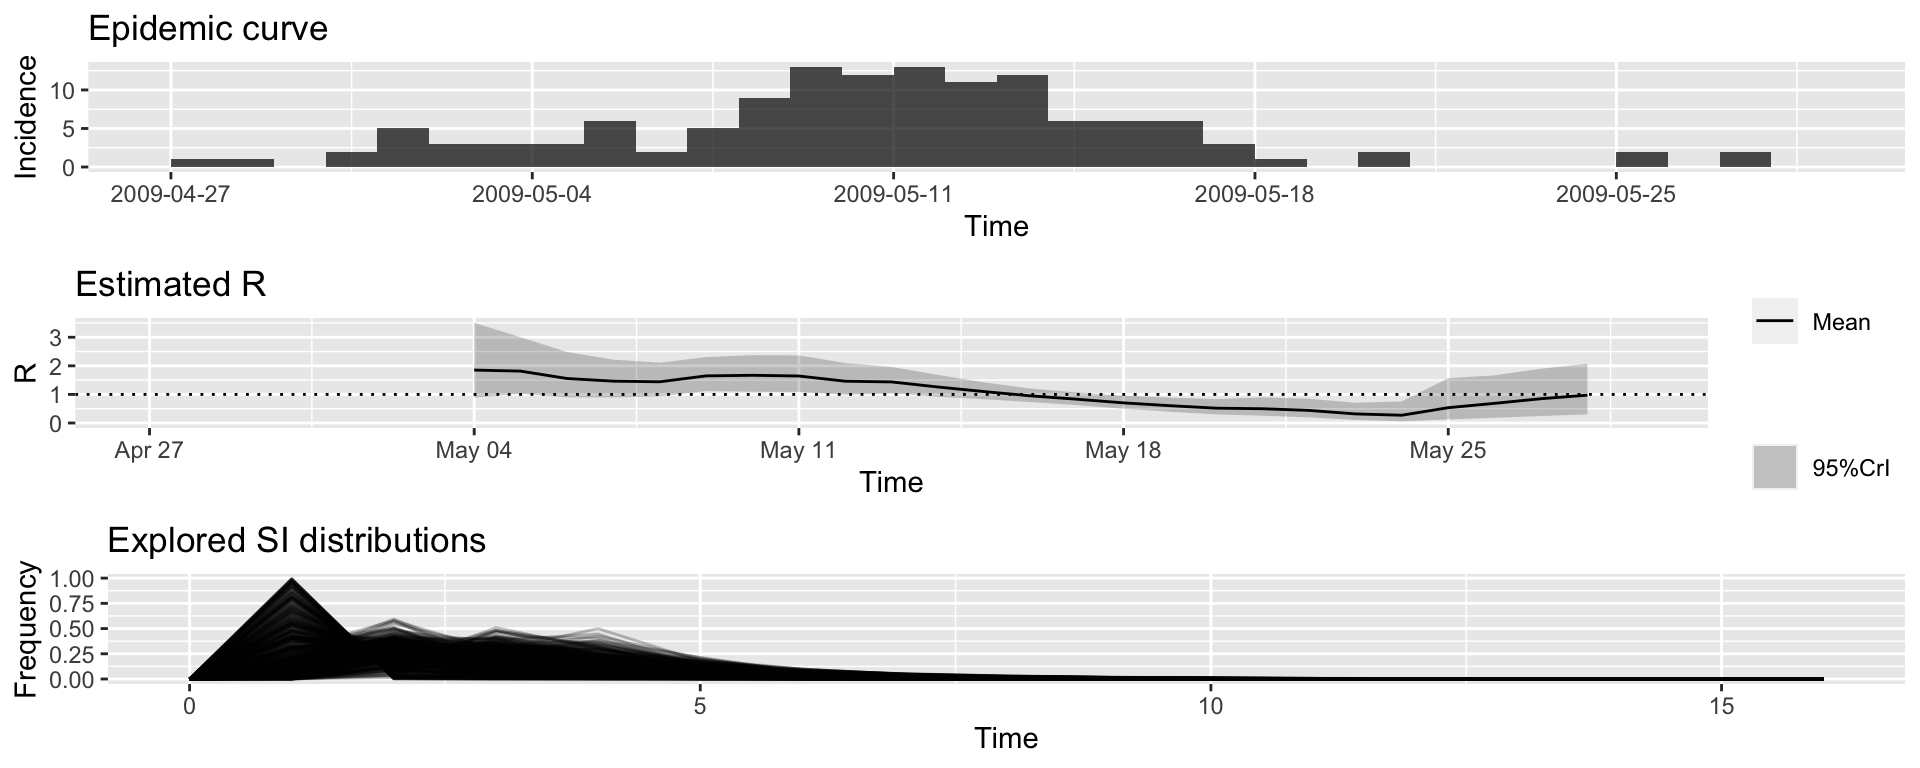 Epidemic curve
Incidence
10
5
0
2009-04-27 2009-05-04 2009-05-11 2009-05-18 2009-05-25
Time
Estimated R
R
3
2
1
0
Apr 27 May 04 May 11 May 18 May 25
Time
Mean
95%CrI
Explored SI distributions
Frequency
1.00
0.75
0.50
0.25
0.00
0 5 10 15
Time